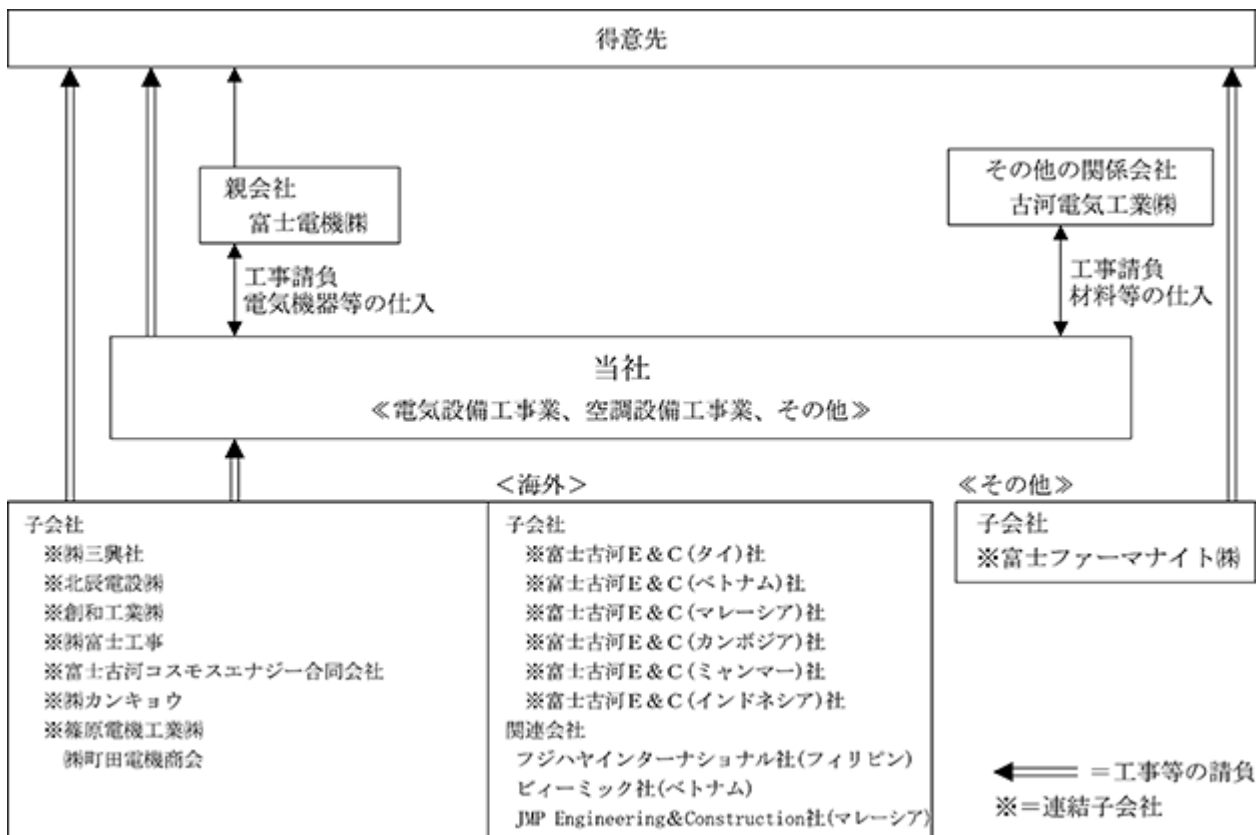 得意先
親会社
富士電機㈱
その他の関係会社
古河電気工業㈱
工事請負
電気機器等の仕入
工事請負
材料等の仕入
当社
≪電気設備工事業、空調設備工事業、その他≫
＜海外＞
≪その他≫
子会社
※㈱三興社
※北辰電設㈱
※創和工業㈱
※㈱富士工事
※富士古河コスモスエナジー合同会社
※㈱カンキョウ
※篠原電機工業㈱
㈱町田電機商会
子会社
※富士古河E＆C(タイ)社
※富士古河E＆C(ベトナム)社
※富士古河E＆C(マレーシア)社
※富士古河E＆C(カンボジア)社
※富士古河E＆C(ミャンマー)社
※富士古河E＆C(インドネシア)社
関連会社
フジハヤインターナショナル社(フィリピン)
ビィーミック社(ベトナム)
JMP Engineering&Construction社(マレーシア)
子会社
※富士ファーマナイト㈱
＝工事等の請負
※＝連結子会社